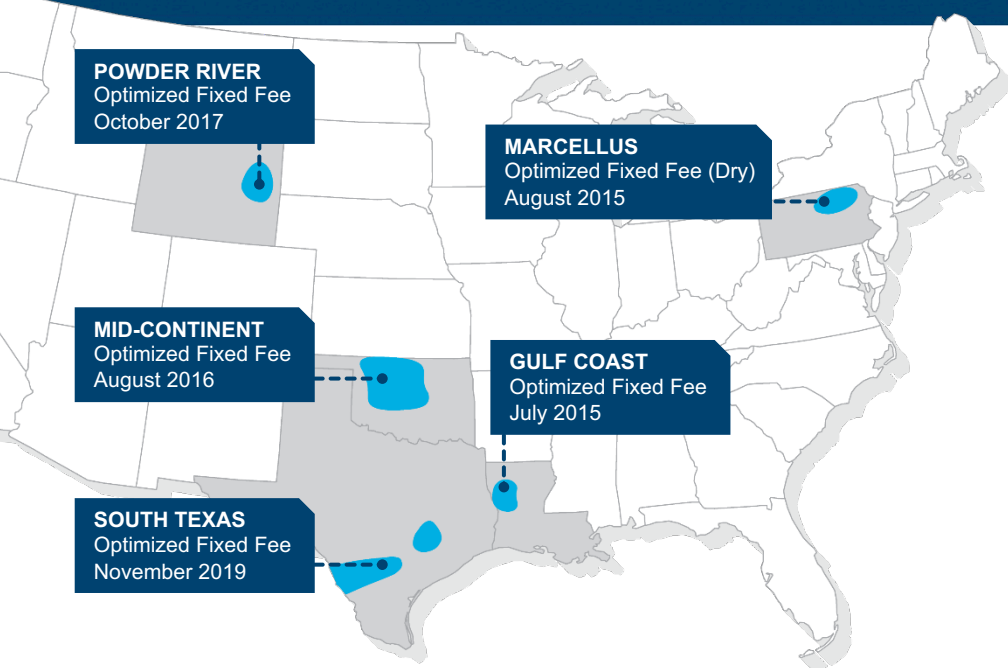 POWDER RIVER
Optimized Fixed Fee
October 2017
MARCELLUS
Optimized Fixed Fee (Dry)
August 2015
MID-CONTINENT
Optimized Fixed Fee
August 2016
GULF COAST
Optimized Fixed Fee
July 2015
SOUTH TEXAS
Optimized Fixed Fee
November 2019